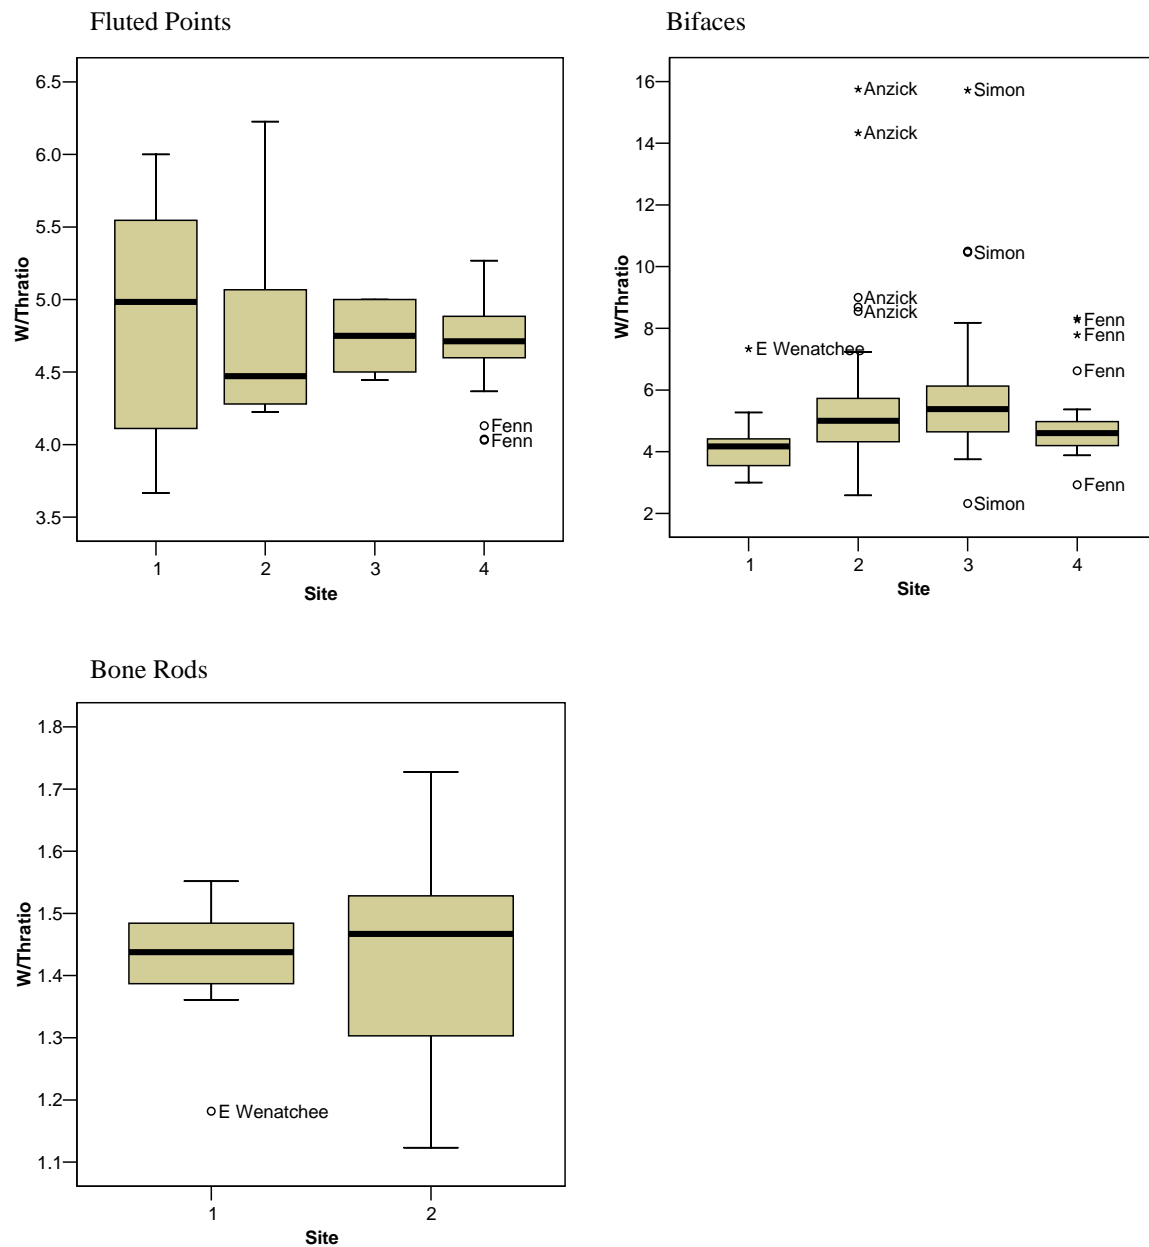 Fluted Points
6.5
6.0
5.5
5.0
4.5
4.0
3.5
W/Thratio
Fenn
Fenn
1 2 3 4
Site
Bifaces
16
14
12
10
8
6
4
2
W/Thratio
Anzick
Simon
Anzick
Simon
Anzick
Anzick
Fenn
Fenn
E Wenatchee
Fenn
Fenn
Simon
1 2 3 4
Site
Bone Rods
1.8
1.7
1.6
1.5
1.4
1.3
1.2
1.1
W/Thratio
E Wenatchee
1 2
Site